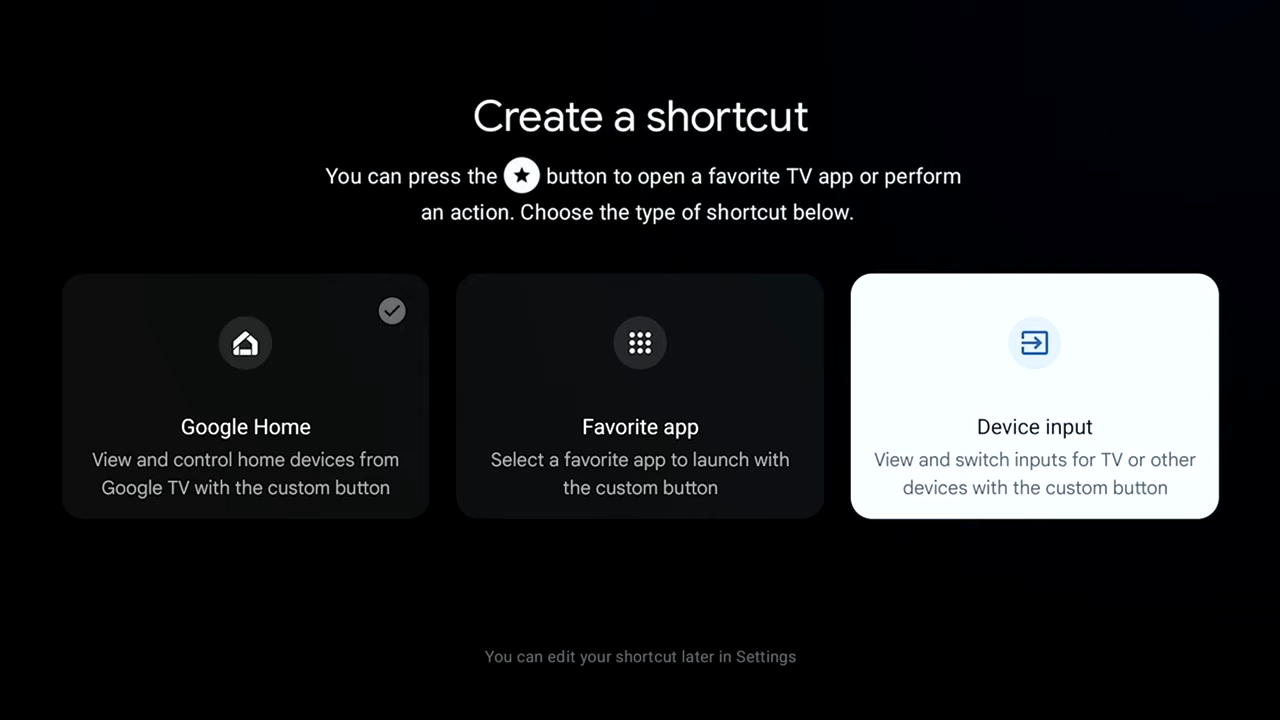 Create a shortcut
You can press the button to open a favorite TV app or perform
an action. Choose the type of shortcut below.
Google Home
View and control home devices from
Google TV with the custom button
Favorite app
Select a favorite app to launch with
the custom button
Device input
View and switch inputs for TV or other
devices with the custom button
You can edit your shortcut later in Settings